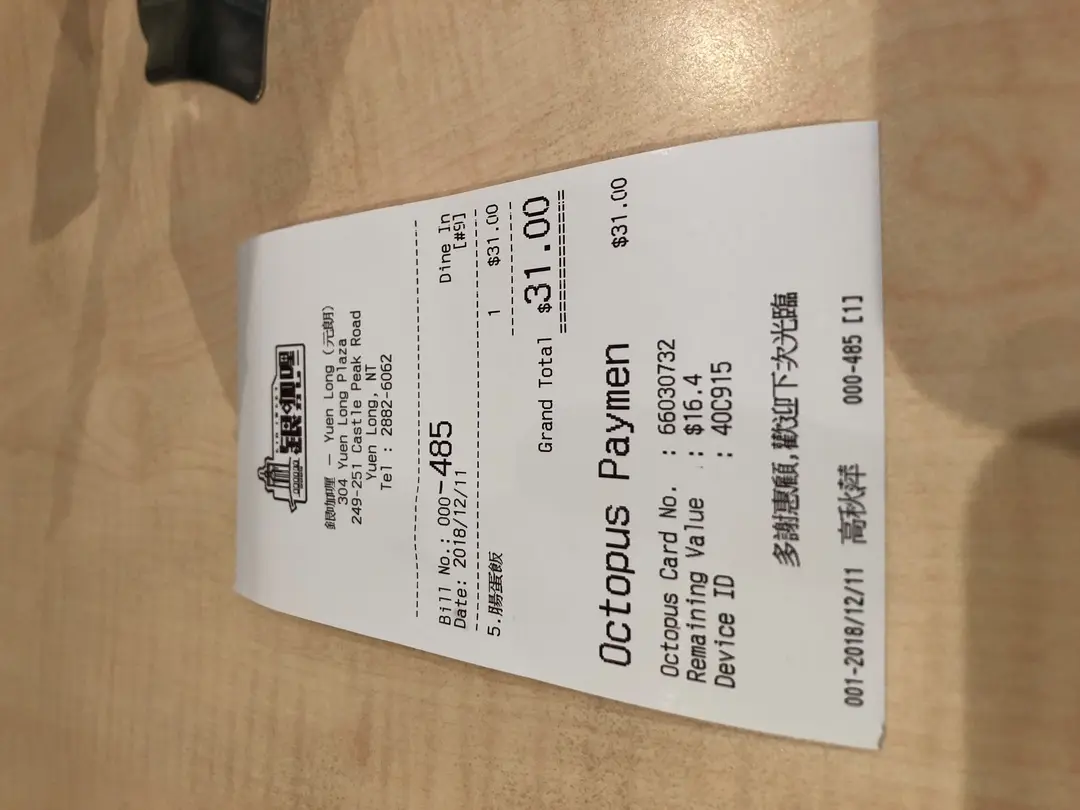 銀咖喱
銀咖喱 – Yuen Long (元朗)
304 Yuen Long Plaza
249-251 Castle Peak Road
Yuen Long, NT
Tel : 2882-6062
Bill No.: 000-485 Dine In
Date: 2018/12/11 [#9]
5.腸蛋飯 1 $31.00
Grand Total $31.00
Octopus Paymen $31.00
Octopus Card No. : 66030732
Remaining Value : $16.4
Device ID : 40C915
多謝惠顧,歡迎下次光臨
001-2018/12/11 高秋萍 000-485 [1]